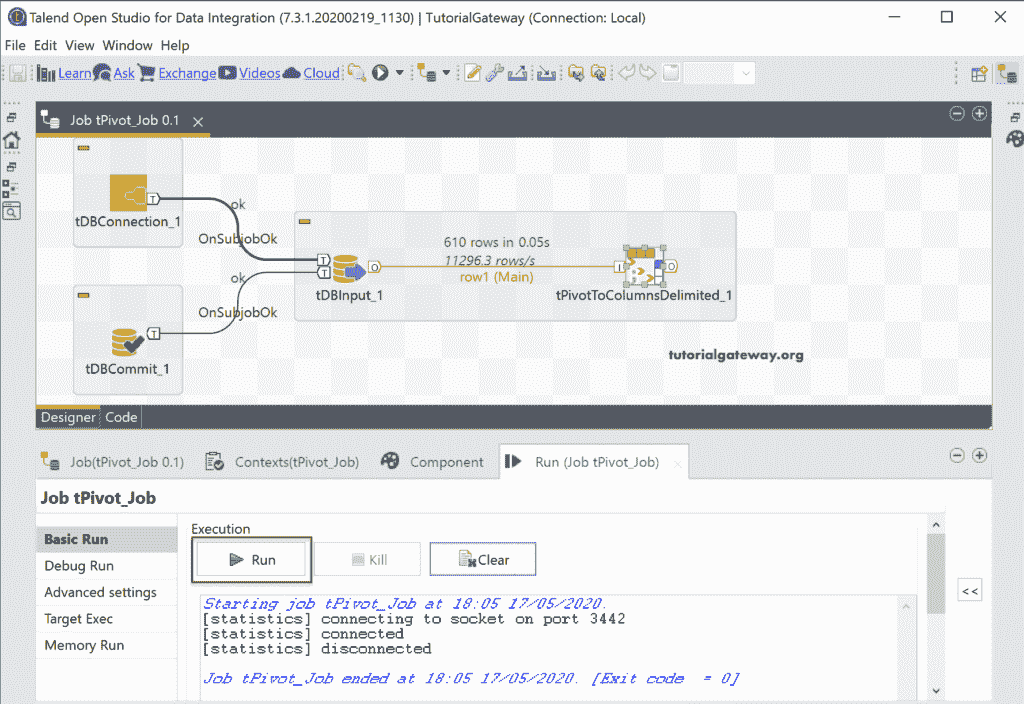 Talend Open Studio for Data Integration (7.3.1.20200219_1130) | TutorialGateway (Connection: Local)
File Edit View Window Help
Learn Ask Exchange Videos Cloud
Job tPivot_Job 0.1
tDBConnection_1
ok
OnSubjobOk
T
T
T
tDBInput_1
O
610 rows in 0.05s
11296.3 rows/s
row1 (Main)
I
O
tPivotToColumnsDelimited_1
ok
OnSubjobOk
T
tDBCommit_1
tutorialgateway.org
Designer Code
Job(tPivot_Job 0.1) Contexts(tPivot_Job) Component Run (Job tPivot_Job)
Job tPivot_Job
Basic Run
Debug Run
Advanced settings
Target Exec
Memory Run
Execution
Run Kill Clear
Starting job tPivot_Job at 18:05 17/05/2020.
[statistics] connecting to socket on port 3442
[statistics] connected
[statistics] disconnected
Job tPivot_Job ended at 18:05 17/05/2020. [Exit code = 0]
<<